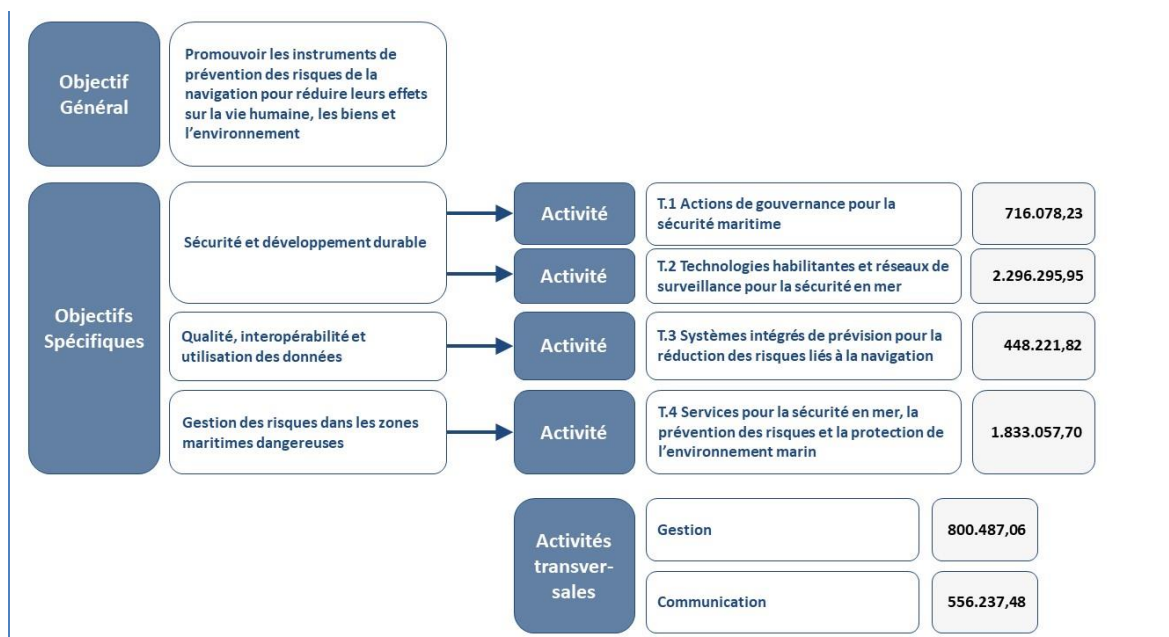 Objectif
Général
Promouvoir les instruments de
prévention des risques de la
navigation pour réduire leurs effets
sur la vie humaine, les biens et
l'environnement
Objectifs
Spécifiques
Sécurité et développement durable
Activité
T.1 Actions de gouvernance pour la
sécurité maritime
716.078,23
Activité
T.2 Technologies habilitantes et réseaux de
surveillance pour la sécurité en mer
2.296.295,95
Qualité, interopérabilité et
utilisation des données
Activité
T.3 Systèmes intégrés de prévision pour la
réduction des risques liés à la navigation
448.221,82
Gestion des risques dans les zones
maritimes dangereuses
Activité
T.4 Services pour la sécurité en mer, la
prévention des risques et la protection de
l'environnement marin
1.833.057,70
Activités
transver-
sales
Gestion
800.487,06
Communication
556.237,48